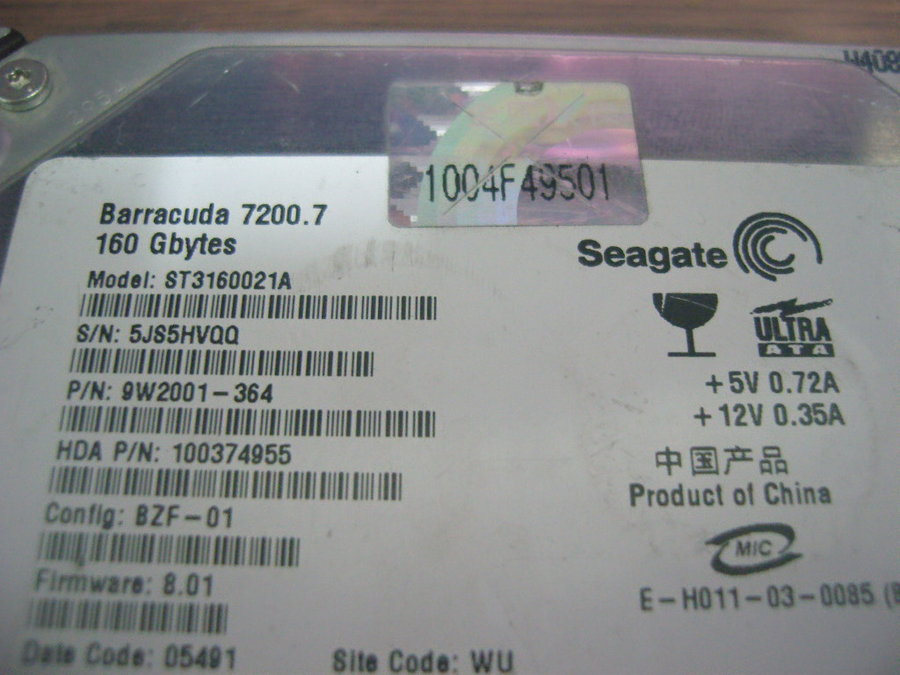 1004F49501
Barracuda 7200.7
160 Gbytes
Model: ST3160021A
S/N: 5JS5HVQQ
P/N: 9W2001-364
HDA P/N: 100374955
Config: BZF-01
Firmware: 8.01
Date Code: 05491
Site Code: WU
Seagate
ULTRA
ATA
+5V 0.72A
+12V 0.35A
中国产品
Product of China
MIC
E-H011-03-0085